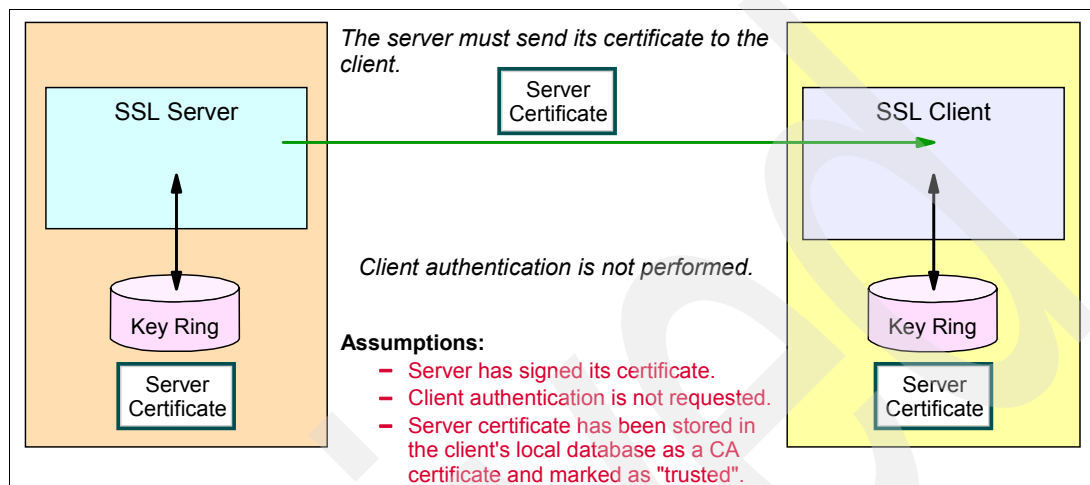 The server must send its certificate to the
client.
Server
Certificate
SSL Server
SSL Client
Client authentication is not performed.
Key Ring
Key Ring
Server
Certificate
Server
Certificate
Assumptions:
– Server has signed its certificate.
– Client authentication is not requested.
– Server certificate has been stored in
the client's local database as a CA
certificate and marked as "trusted".